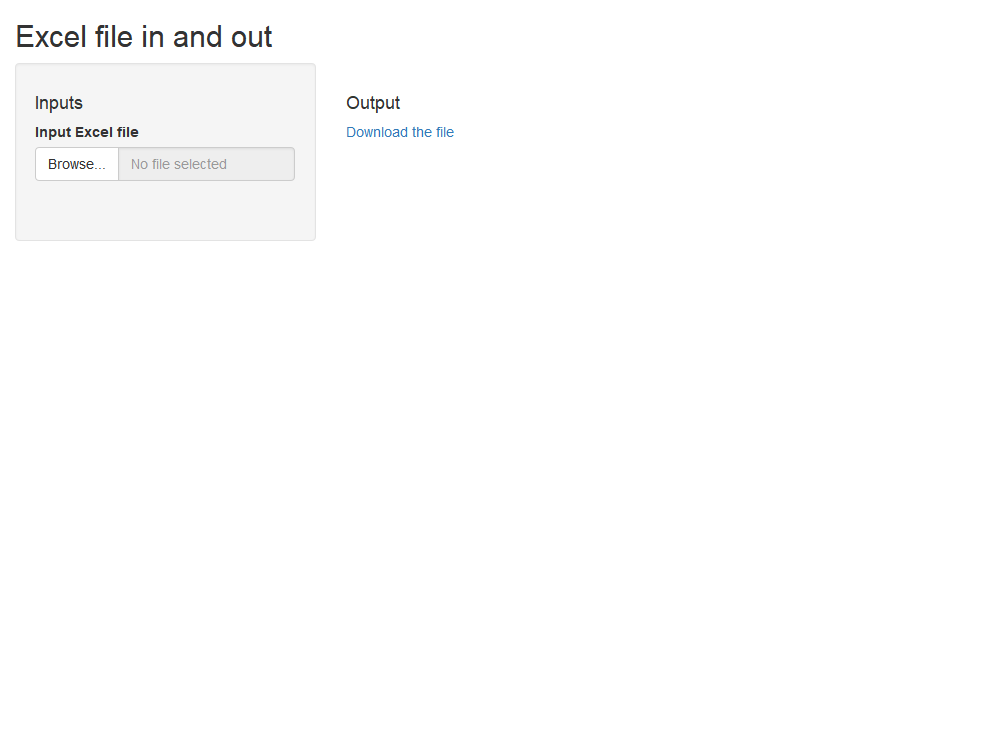 Excel file in and out
Inputs
Input Excel file
Browse... No file selected
Output
Download the file